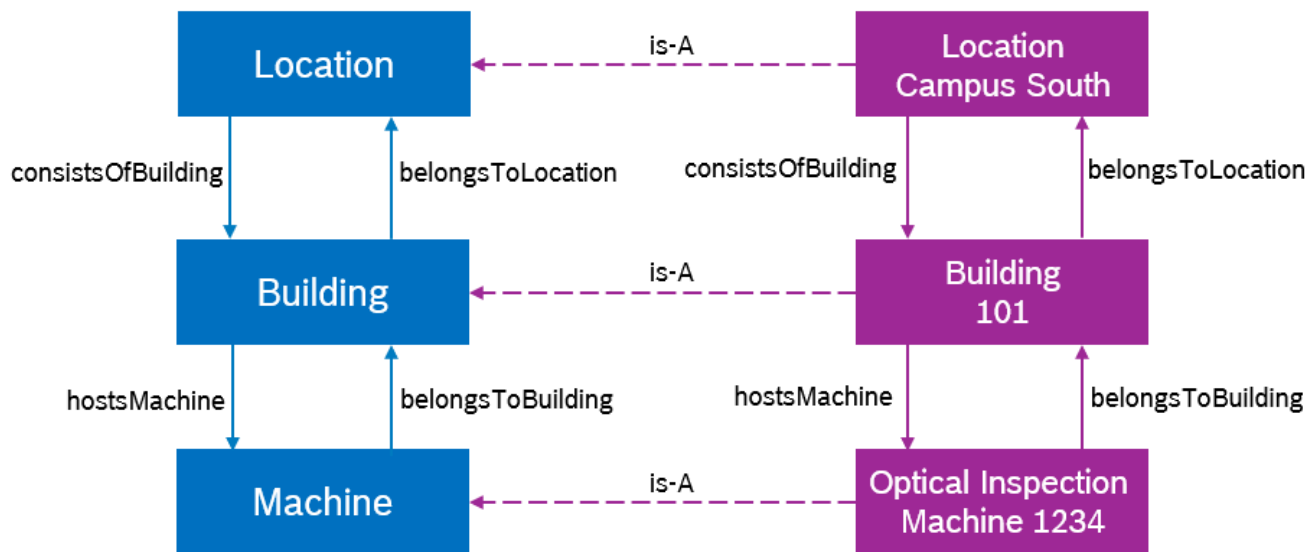 Location
is-A
Location
Campus South
consistsOfBuilding
belongsToLocation
consistsOfBuilding
belongsToLocation
Building
is-A
Building
101
hostsMachine
belongsToBuilding
hostsMachine
belongsToBuilding
Machine
is-A
Optical Inspection
Machine 1234